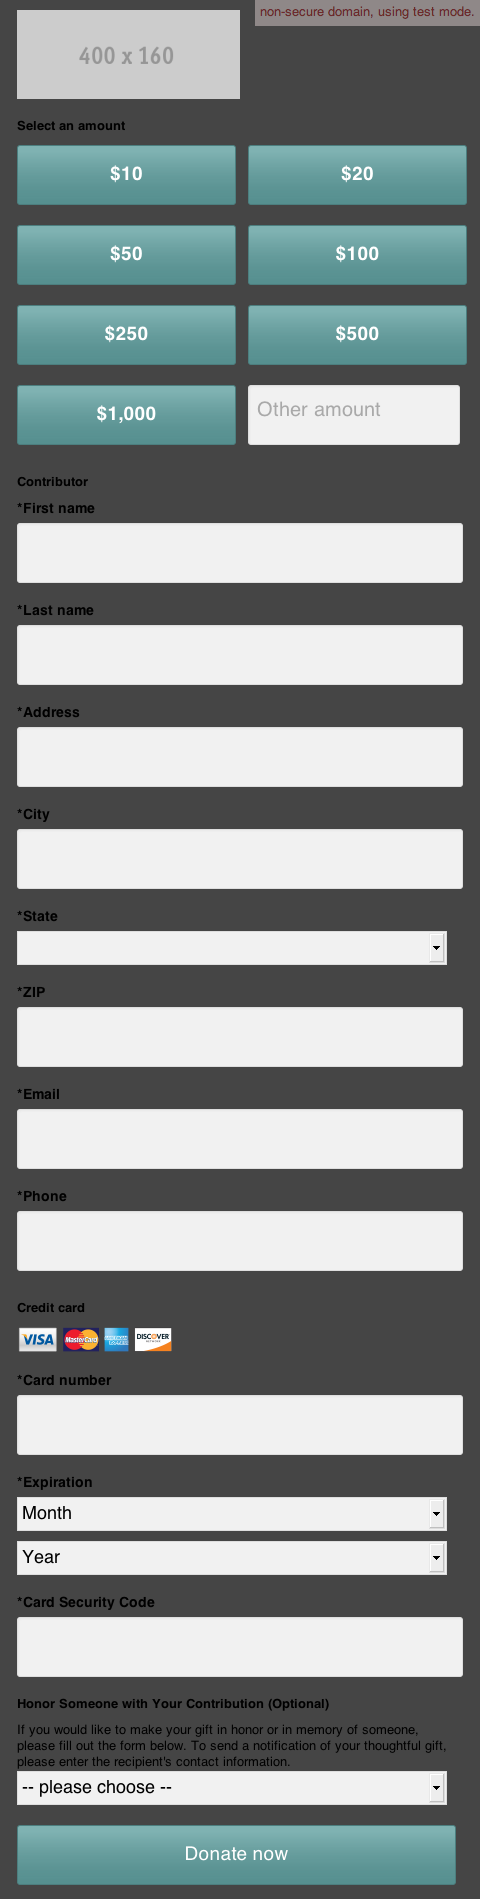 non-secure domain, using test mode.
400 x 160
Select an amount
$10
$20
$50
$100
$250
$500
$1,000
Other amount
Contributor
*First name
*Last name
*Address
*City
*State
*ZIP
*Email
*Phone
Credit card
VISA MasterCard AMERICAN EXPRESS DISCOVER
*Card number
*Expiration
Month
Year
*Card Security Code
Honor Someone with Your Contribution (Optional)
If you would like to make your gift in honor or in memory of someone,
please fill out the form below. To send a notification of your thoughtful gift,
please enter the recipient's contact information.
-- please choose --
Donate now